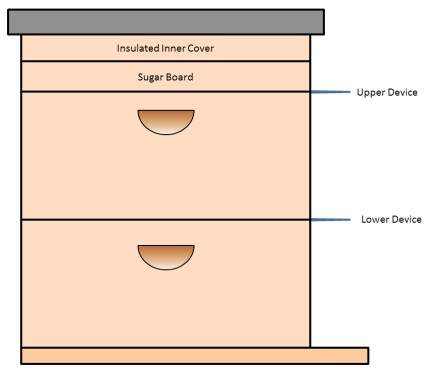 Insulated Inner Cover
Sugar Board
Upper Device
Lower Device